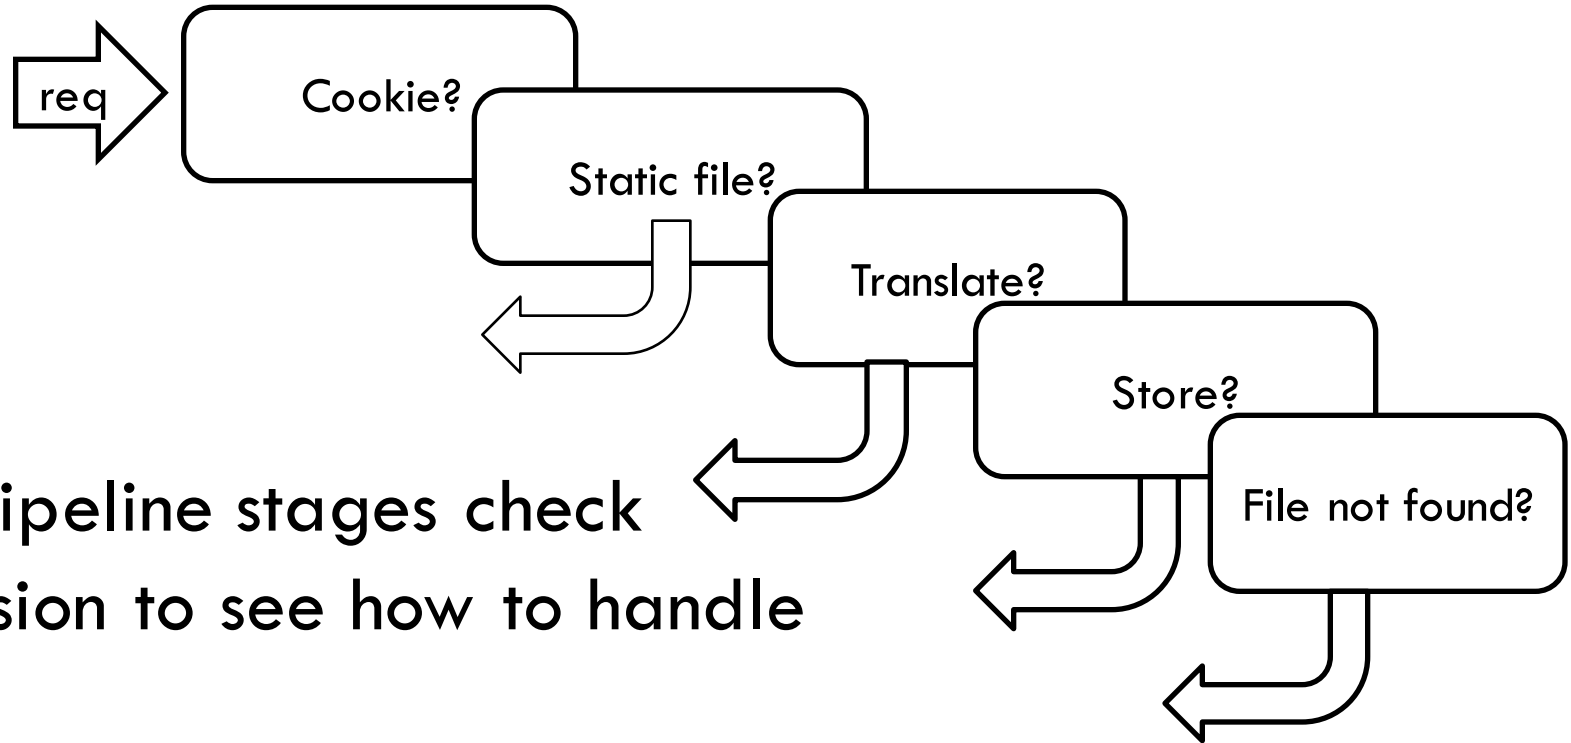 req
Cookie?
Static file?
Translate?
Store?
File not found?
ipeline stages check
sion to see how to handle